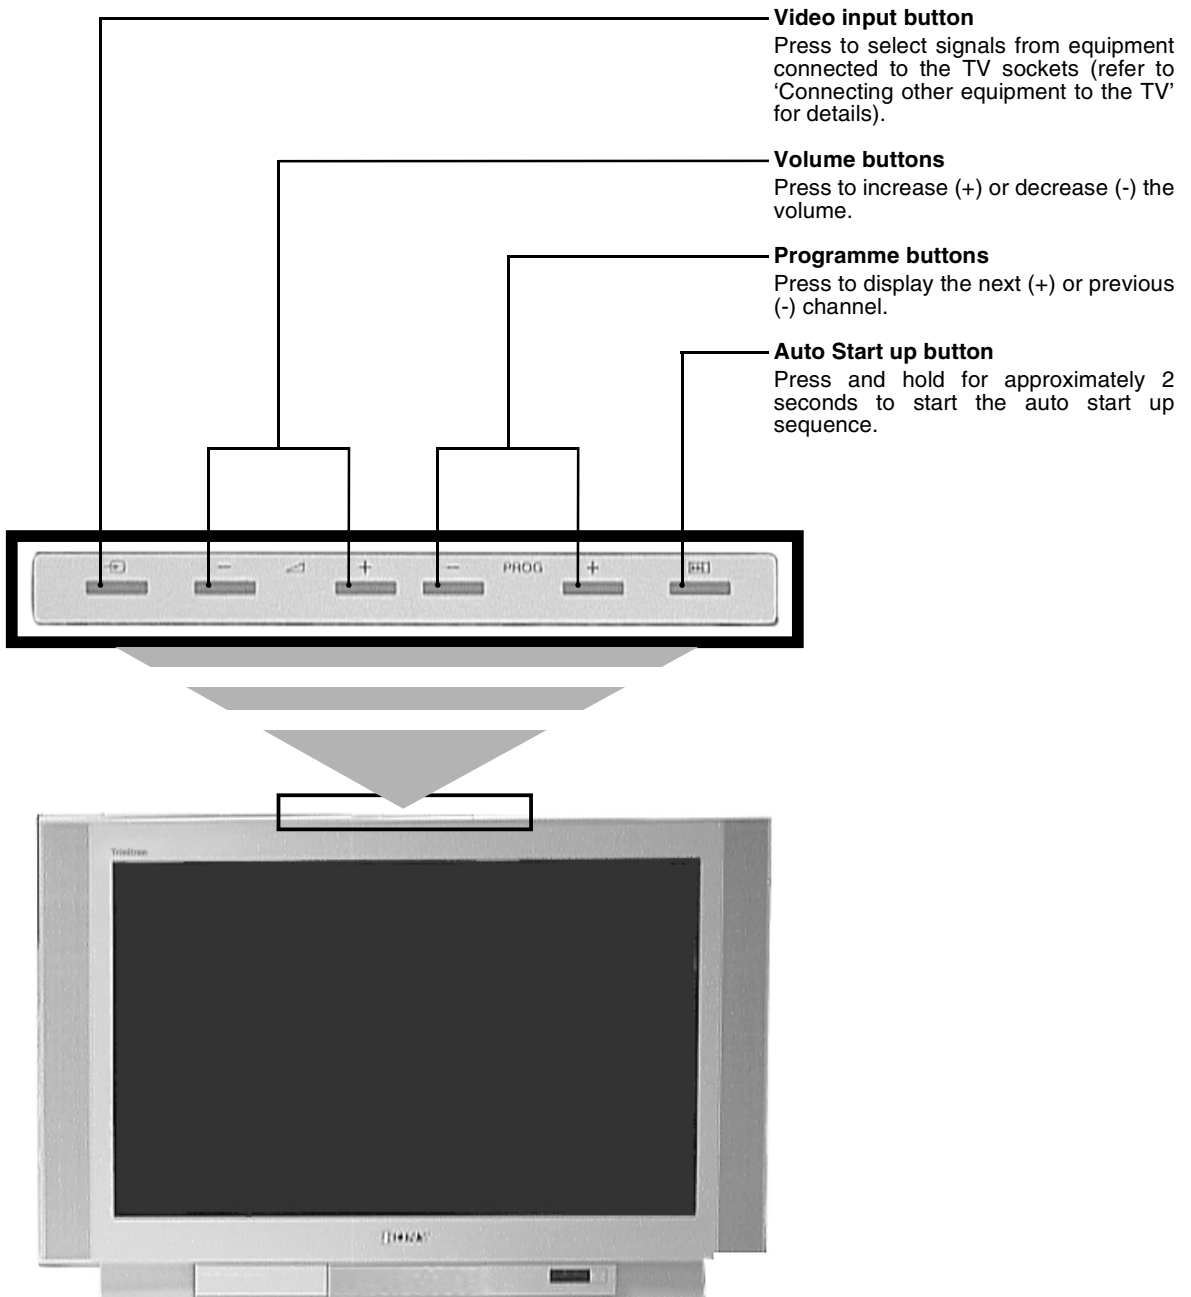 Video input button
Press to select signals from equipment
connected to the TV sockets (refer to
‘Connecting other equipment to the TV’
for details).
Volume buttons
Press to increase (+) or decrease (-) the
volume.
Programme buttons
Press to display the next (+) or previous
(-) channel.
Auto Start up button
Press and hold for approximately 2
seconds to start the auto start up
sequence.
- + - PROG +
Trinitron
SONY